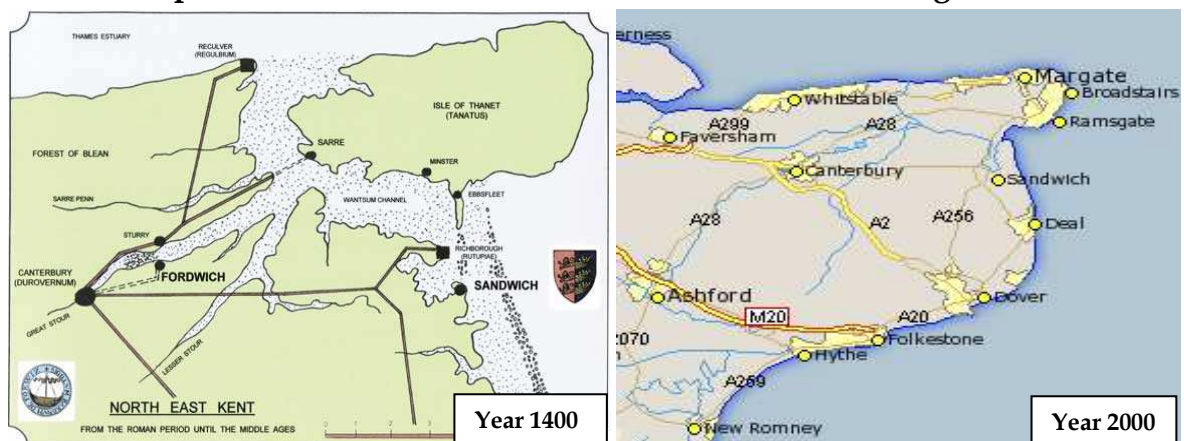 THAMES ESTUARY
RECULVER
(REGULBIUM)
ISLE OF THANET
(TANATUS)
FOREST OF BLEAN
SARRE
MINSTER
EBBSFLEET
SARRE PENN
WANTSUM CHANNEL
STURRY
RICHBOROUGH
(RUTUPIAE)
CANTERBURY
(DUROVERNUM)
FORDWICH
SANDWICH
GREAT STOUR
LESSER STOUR
NORTH EAST KENT
FROM THE ROMAN PERIOD UNTIL THE MIDDLE AGES
Year 1400
erness
Margate
Broadstairs
Whitstable
Ramsgate
A299
A28
Faversham
Canterbury
Sandwich
A28
A2
A256
Deal
Ashford
Dover
M20
A20
2070
Folkestone
Hythe
A259
New Romney
Year 2000